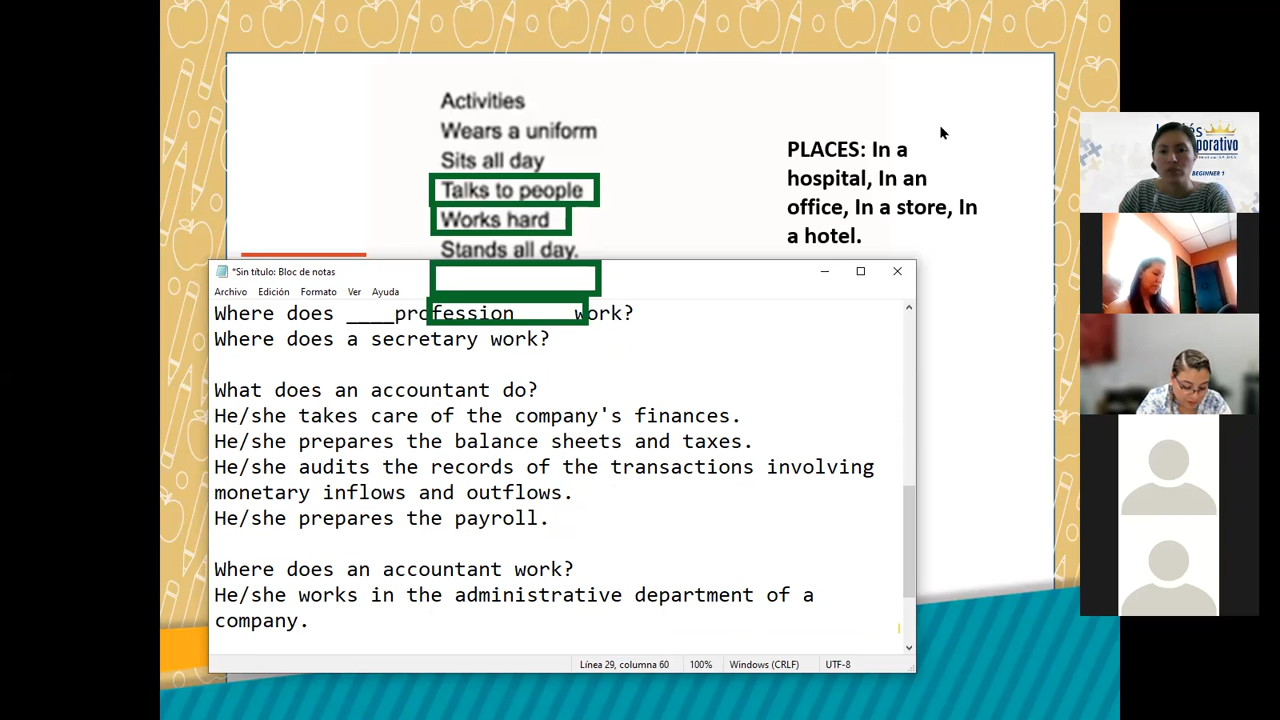 Activities
Wears a uniform
Sits all day
Talks to people
Works hard
Stands all day.
PLACES: In a
hospital, In an
office, In a store, In
a hotel.
*Sin título: Bloc de notas
Archivo Edición Formato Ver Ayuda
Where does ____profession work?
Where does a secretary work?
What does an accountant do?
He/she takes care of the company's finances.
He/she prepares the balance sheets and taxes.
He/she audits the records of the transactions involving
monetary inflows and outflows.
He/she prepares the payroll.
Where does an accountant work?
He/she works in the administrative department of a
company.
Línea 29, columna 60 100% Windows (CRLF) UTF-8
BEGINNER 1